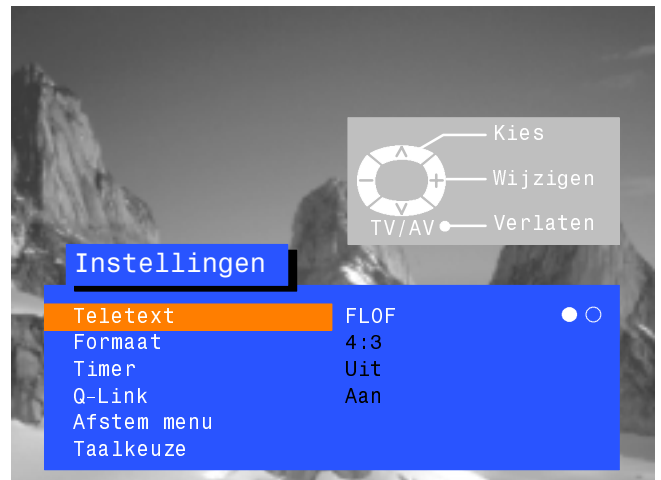 Kies
Wijzigen
TV/AV Verlaten
Instellingen
Teletext FLOF
Formaat 4:3
Timer Uit
Q-Link Aan
Afstem menu
Taalkeuze